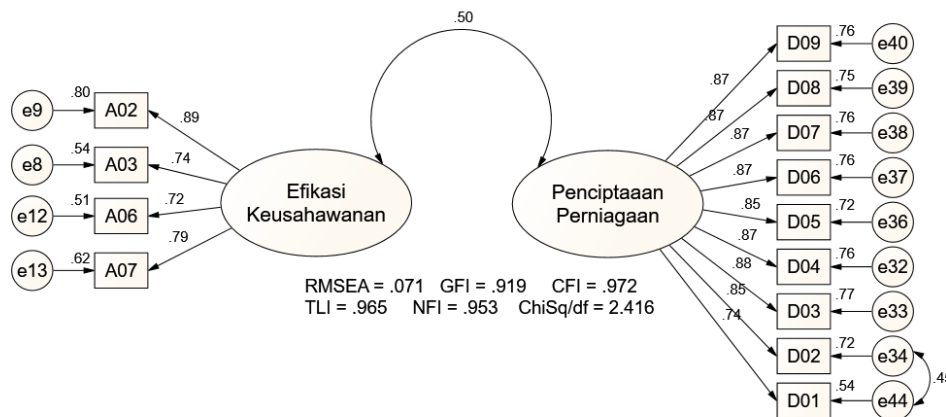 .50
e9
.80
A02
.89
e8
.54
A03
.74
e12
.51
A06
.72
e13
.62
A07
.79
Efikasi
Keusahawanan
Penciptaaan
Perniagaan
.87
D09
.76
e40
.87
D08
.75
e39
.87
D07
.76
e38
.87
D06
.76
e37
.85
D05
.72
e36
.87
D04
.76
e32
.88
D03
.77
e33
.85
D02
.72
e34
.74
D01
.54
e44
.45
RMSEA = .071 GFI = .919 CFI = .972
TLI = .965 NFI = .953 ChiSq/df = 2.416